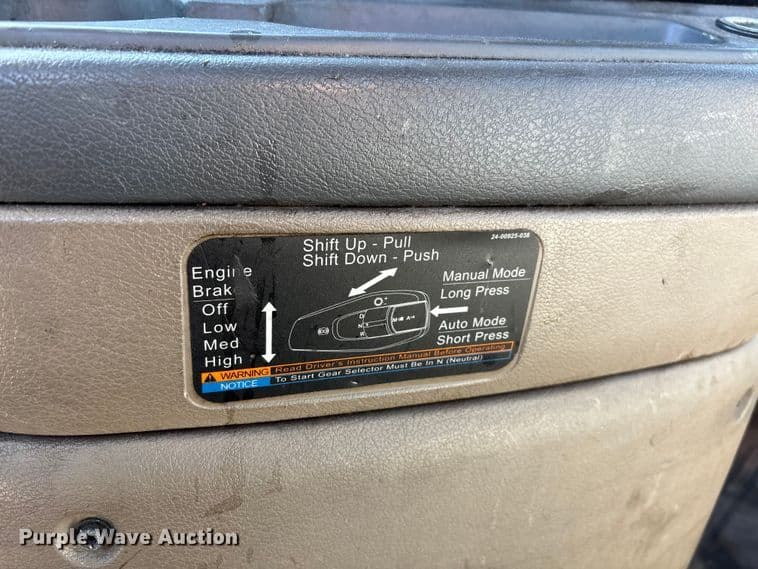 24-00925-038
Shift Up - Pull
Shift Down - Push
Engine
Brake
Off
Low
Med
High
Manual Mode
Long Press
Auto Mode
Short Press
D
N
R
WARNING Read Driver's Instruction Manual Before Operating
NOTICE To Start Gear Selector Must Be In N (Neutral)
Purple Wave Auction